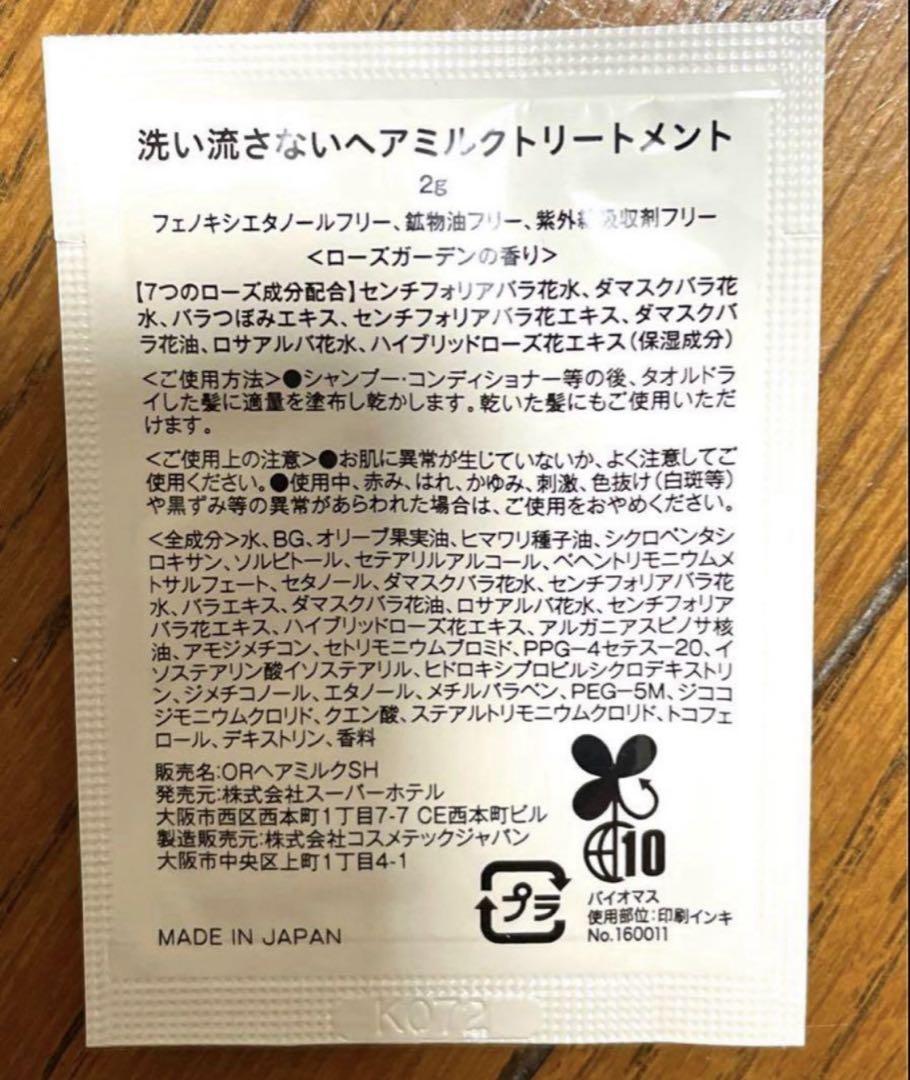 洗い流さないヘアミルクトリートメント
2g
フェノキシエタノールフリー、鉱物油フリー、紫外線吸収剤フリー
<ローズガーデンの香り>
【7つのローズ成分配合】センチフォリアバラ花水、ダマスクバラ花
水、バラつぼみエキス、センチフォリアバラ花エキス、ダマスクバ
ラ花油、ロサアルバ花水、ハイブリッドローズ花エキス（保湿成分）
<ご使用方法>●シャンプー・コンディショナー等の後、タオルドラ
イした髪に適量を塗布し乾かします。乾いた髪にもご使用いただ
けます。
<ご使用上の注意>●お肌に異常が生じていないか、よく注意してご
使用ください。●使用中、赤み、はれ、かゆみ、刺激、色抜け（白斑等）
や黒ずみ等の異常があらわれた場合は、ご使用をおやめください。
<全成分>水、BG、オリーブ果実油、ヒマワリ種子油、シクロペンタシ
ロキサン、ソルビトール、セテアリルアルコール、ベヘントリモニウムメ
トサルフェート、セタノール、ダマスクバラ花水、センチフォリアバラ花
水、バラエキス、ダマスクバラ花油、ロサアルバ花水、センチフォリア
バラ花エキス、ハイブリッドローズ花エキス、アルガニアスピノサ核
油、アモジメチコン、セトリモニウムブロミド、PPG-4セテス-20、イ
ソステアリン酸イソステアリル、ヒドロキシプロピルシクロデキストリ
ン、ジメチコノール、エタノール、メチルパラベン、PEG-5M、ジココ
ジモニウムクロリド、クエン酸、ステアルトリモニウムクロリド、トコフェ
ロール、デキストリン、香料
販売名:ORヘアミルクSH
発売元:株式会社スーパーホテル
大阪市西区西本町1丁目7-7 CE西本町ビル
製造販売元:株式会社コスメテックジャパン
大阪市中央区上町1丁目4-1
10
プラ
バイオマス
使用部位:印刷インキ
No.160011
MADE IN JAPAN
K072